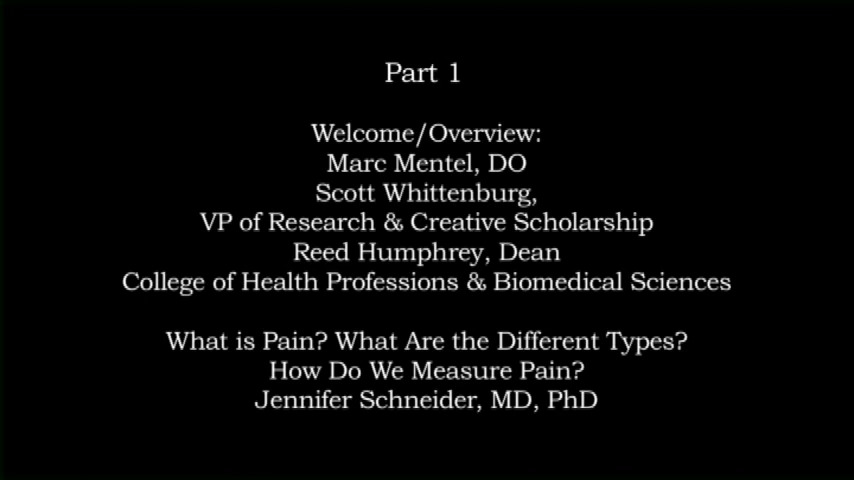 Part 1
Welcome/Overview:
Marc Mentel, DO
Scott Whittenburg,
VP of Research & Creative Scholarship
Reed Humphrey, Dean
College of Health Professions & Biomedical Sciences
What is Pain? What Are the Different Types?
How Do We Measure Pain?
Jennifer Schneider, MD, PhD